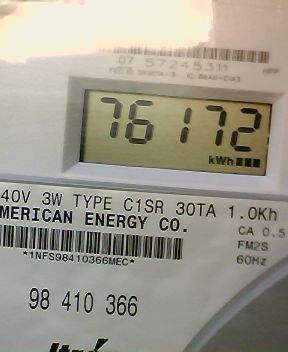 07 57245311
76172
kWh
40V 3W TYPE C1SR 30TA 1.0Kh
MERICAN ENERGY CO.
CA 0.5
FM2S
60Hz
*1NFS98410366MEC*
98 410 366